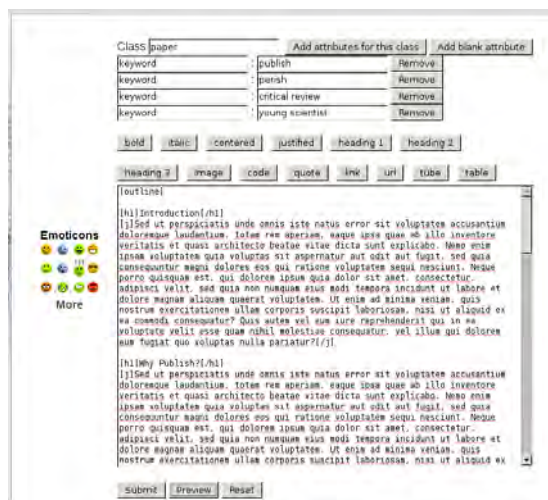 Class paper Add attributes for this class Add blank attribute
keyword : publish Remove
keyword : perish Remove
keyword : critical review Remove
keyword : young scientist Remove
bold italic centered justified heading 1 heading 2
heading 3 image code quote link url tube table
[outline]
[h1]Introduction[/h1]
[j]Sed ut perspiciatis unde omnis iste natus error sit voluptatem accusantium
doloremque laudantium, totam rem aperiam, eaque ipsa quae ab illo inventore
veritatis et quasi architecto beatae vitae dicta sunt explicabo. Nemo enim
ipsam voluptatem quia voluptas sit aspernatur aut odit aut fugit, sed quia
consequuntur magni dolores eos qui ratione voluptatem sequi nesciunt. Neque
porro quisquam est, qui dolorem ipsum quia dolor sit amet, consectetur,
adipisci velit, sed quia non numquam eius modi tempora incidunt ut labore et
dolore magnam aliquam quaerat voluptatem. Ut enim ad minima veniam, quis
nostrum exercitationem ullam corporis suscipit laboriosam, nisi ut aliquid ex
ea commodi consequatur? Quis autem vel eum iure reprehenderit qui in ea
voluptate velit esse quam nihil molestiae consequatur, vel illum qui dolorem
eum fugiat quo voluptas nulla pariatur?[/j]
[h1]Why Publish?[/h1]
[j]Sed ut perspiciatis unde omnis iste natus error sit voluptatem accusantium
doloremque laudantium, totam rem aperiam, eaque ipsa quae ab illo inventore
veritatis et quasi architecto beatae vitae dicta sunt explicabo. Nemo enim
ipsam voluptatem quia voluptas sit aspernatur aut odit aut fugit, sed quia
consequuntur magni dolores eos qui ratione voluptatem sequi nesciunt. Neque
porro quisquam est, qui dolorem ipsum quia dolor sit amet, consectetur,
adipisci velit, sed quia non numquam eius modi tempora incidunt ut labore et
dolore magnam aliquam quaerat voluptatem. Ut enim ad minima veniam, quis
nostrum exercitationem ullam corporis suscipit laboriosam, nisi ut aliquid ex
Emoticons
More
Submit Preview Reset